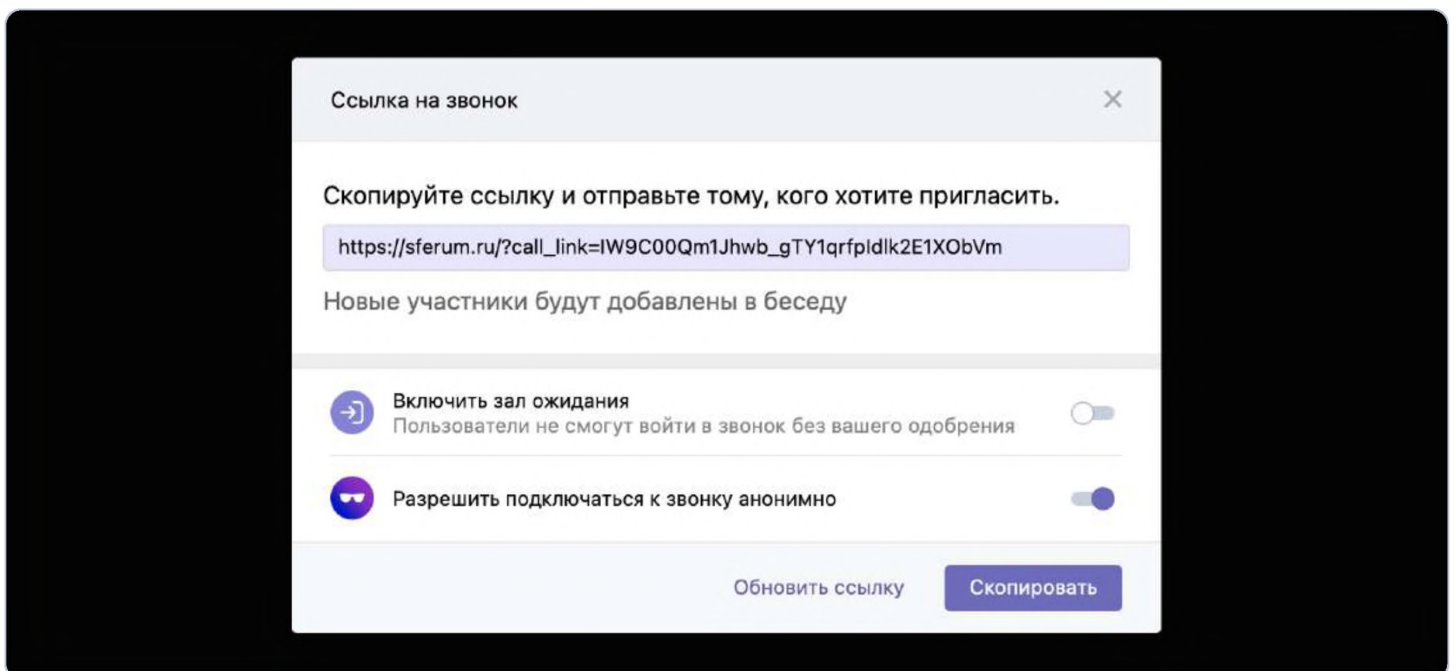 Ссылка на звонок
Скопируйте ссылку и отправьте тому, кого хотите пригласить.
https://sferum.ru/?call_link=IW9C00Qm1Jhwb_gTY1qrfpIdlk2E1XObVm
Новые участники будут добавлены в беседу
Включить зал ожидания
Пользователи не смогут войти в звонок без вашего одобрения
Разрешить подключаться к звонку анонимно
Обновить ссылку
Скопировать